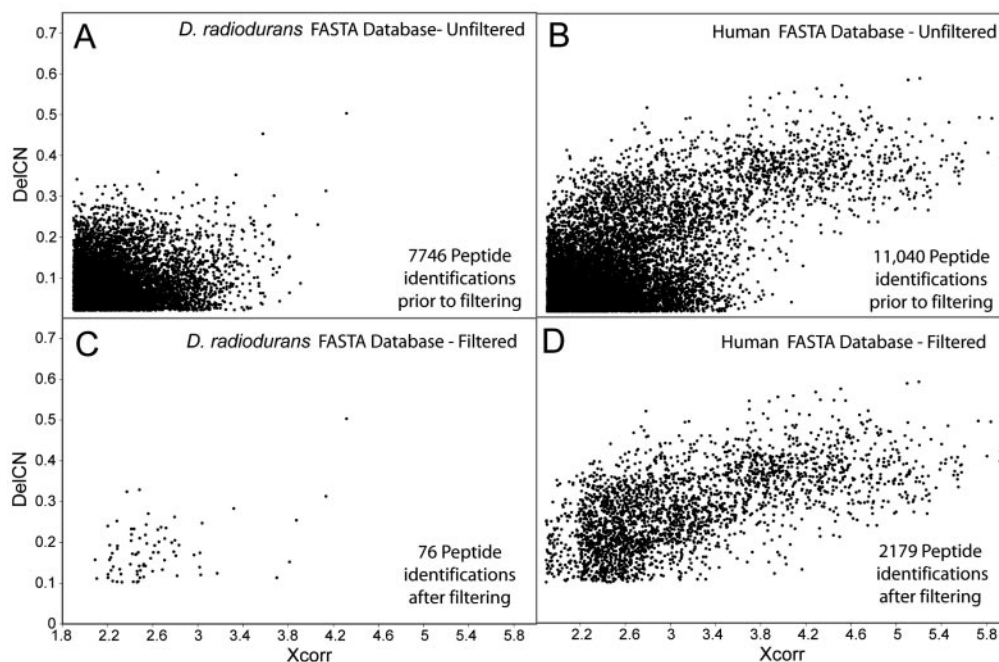 A
D. radiodurans FASTA Database- Unfiltered
0.7
0.6
0.5
0.4
0.3
0.2
0.1
DelCN
7746 Peptide
identifications
prior to filtering
B
Human FASTA Database - Unfiltered
11,040 Peptide
identifications
prior to filtering
C
D. radiodurans FASTA Database - Filtered
0.7
0.6
0.5
0.4
0.3
0.2
0.1
0
DelCN
76 Peptide
identifications
after filtering
1.8 2.2 2.6 3 3.4 3.8 4.2 4.6 5 5.4 5.8
Xcorr
D
Human FASTA Database - Filtered
2179 Peptide
identifications
after filtering
2.2 2.6 3 3.4 3.8 4.2 4.6 5 5.4 5.8
Xcorr